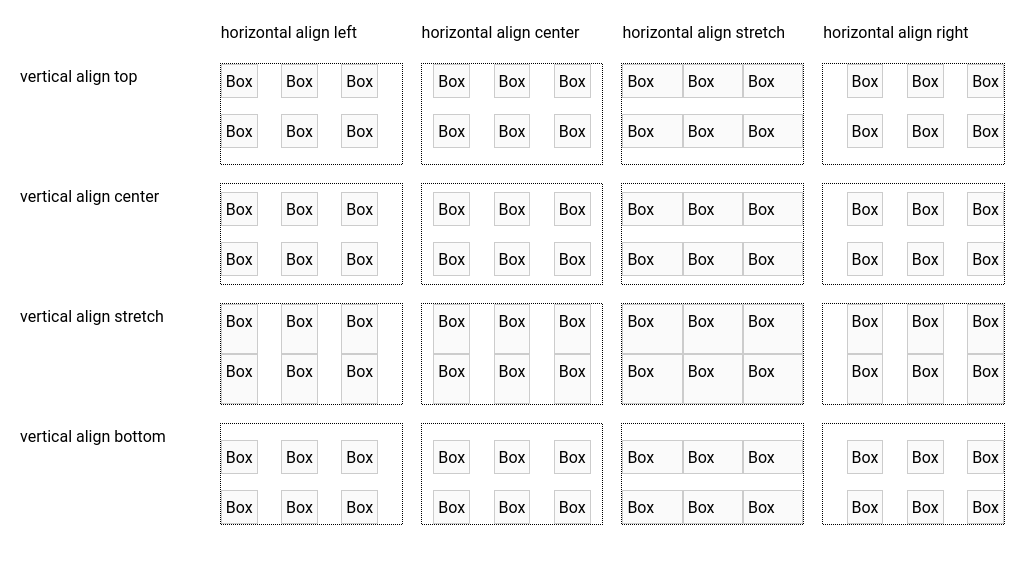 horizontal align left horizontal align center horizontal align stretch horizontal align right
vertical align top Box Box Box Box Box Box Box Box Box Box Box Box
Box Box Box Box Box Box Box Box Box Box Box Box
vertical align center Box Box Box Box Box Box Box Box Box Box Box Box
Box Box Box Box Box Box Box Box Box Box Box Box
vertical align stretch Box Box Box Box Box Box Box Box Box Box Box Box
Box Box Box Box Box Box Box Box Box Box Box Box
vertical align bottom Box Box Box Box Box Box Box Box Box Box Box Box
Box Box Box Box Box Box Box Box Box Box Box Box